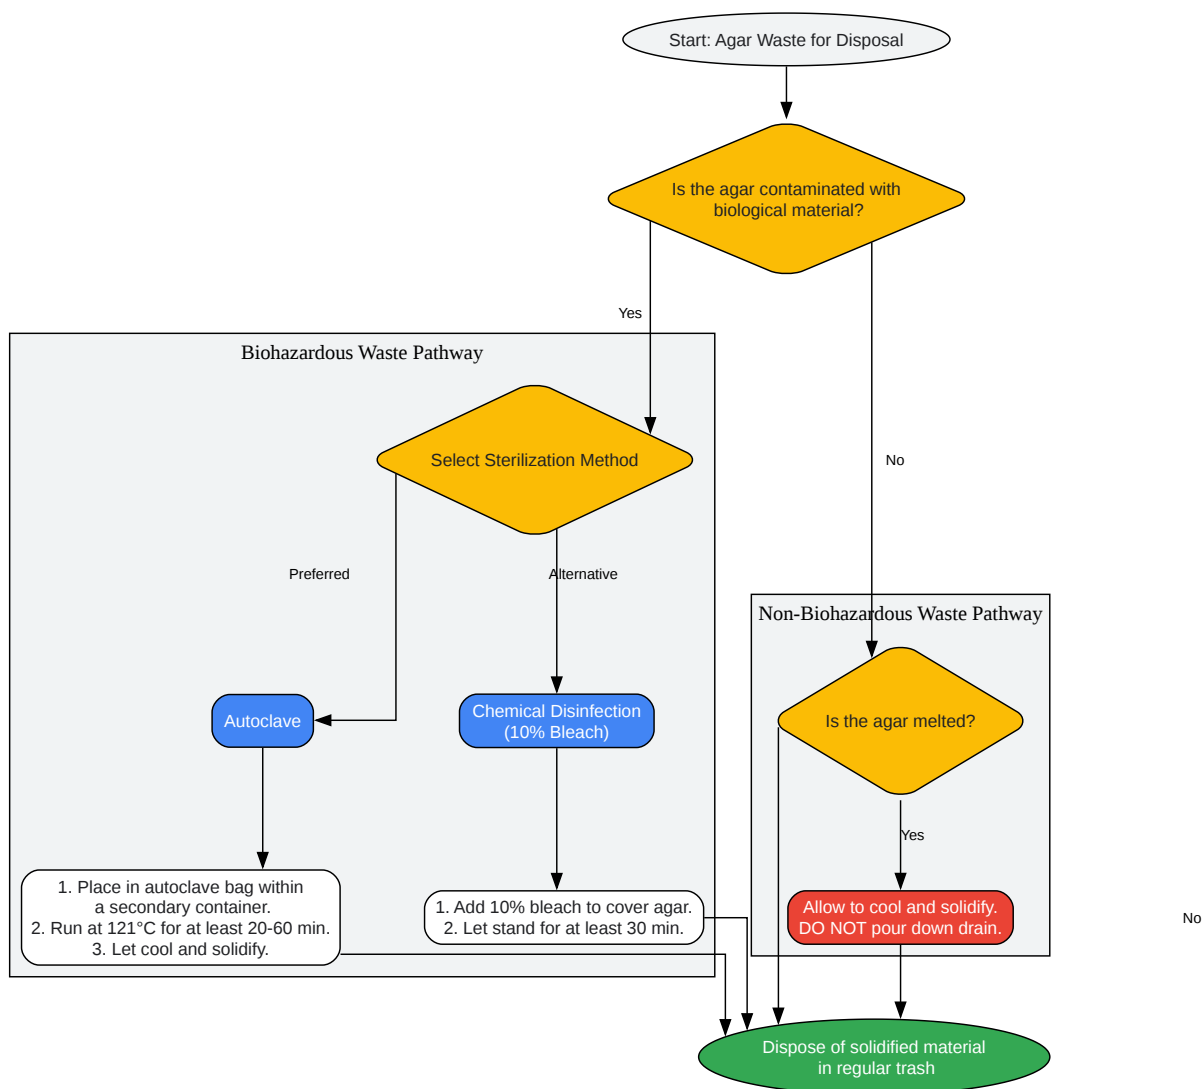 Start: Agar Waste for Disposal
Is the agar contaminated with
biological material?
Yes
Biohazardous Waste Pathway
Select Sterilization Method
No
Preferred
Alternative
Non-Biohazardous Waste Pathway
Autoclave
Chemical Disinfection
(10% Bleach)
Is the agar melted?
Yes
1. Place in autoclave bag within
a secondary container.
2. Run at 121°C for at least 20-60 min.
3. Let cool and solidify.
1. Add 10% bleach to cover agar.
2. Let stand for at least 30 min.
Allow to cool and solidify.
DO NOT pour down drain.
No
Dispose of solidified material
in regular trash